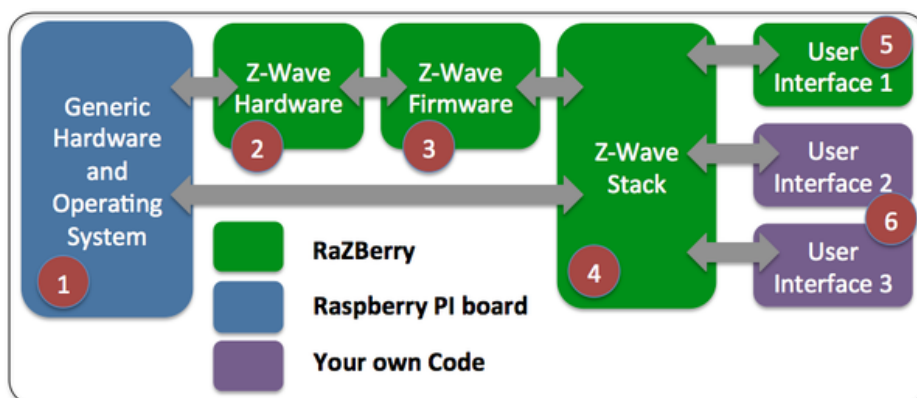 Generic
Hardware
and
Operating
System
1
Z-Wave
Hardware
2
Z-Wave
Firmware
3
Z-Wave
Stack
4
User
Interface 1
5
User
Interface 2
6
User
Interface 3
RaZBerry
Raspberry PI board
Your own Code